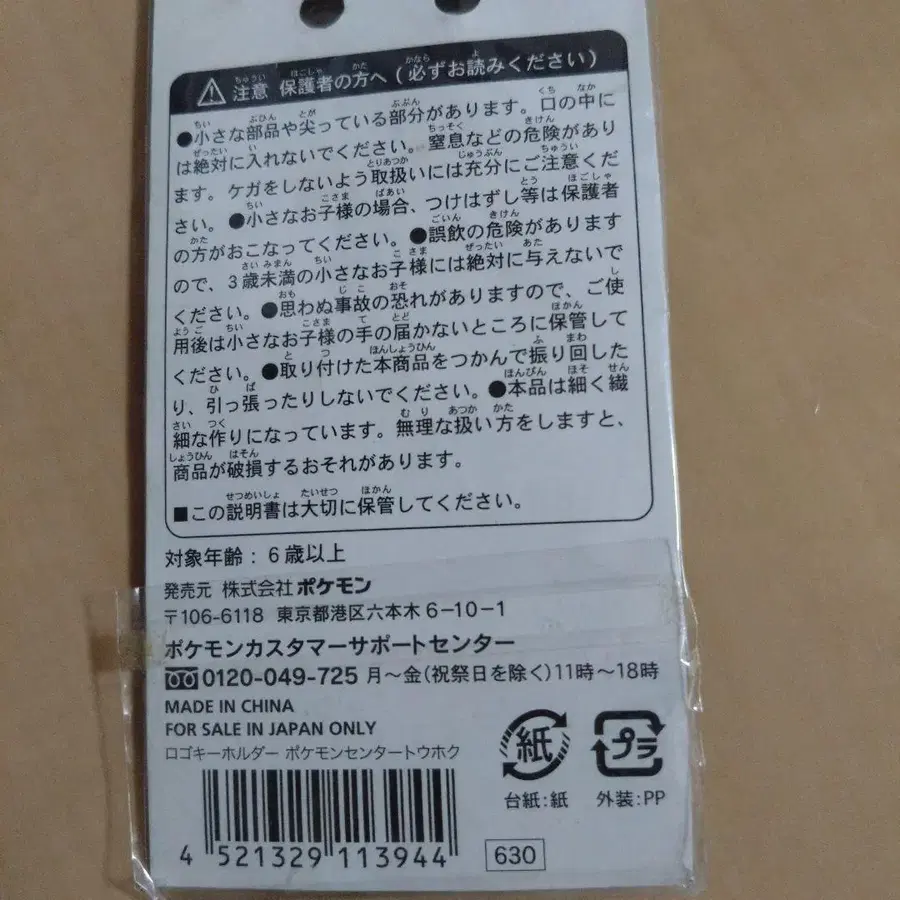 注意 保護者の方へ(必ずお読みください)
●小さな部品や尖っている部分があります。口の中に
は絶対に入れないでください。窒息などの危険があり
ます。ケガをしないよう取扱いには充分にご注意くだ
さい。●小さなお子様の場合、つけはずし等は保護者
の方がおこなってください。●誤飲の危険があります
ので、3歳未満の小さなお子様には絶対に与えないで
ください。●思わぬ事故の恐れがありますので、ご使
用後は小さなお子様の手の届かないところに保管して
ください。●取り付けた本商品をつかんで振り回した
り、引っ張ったりしないでください。●本品は細く繊
細な作りになっています。無理な扱い方をしますと、
商品が破損するおそれがあります。
■この説明書は大切に保管してください。
対象年齢:6歳以上
発売元 株式会社ポケモン
〒106-6118 東京都港区六本木6-10-1
ポケモンカスタマーサポートセンター
0120-049-725 月〜金(祝祭日を除く)11時〜18時
MADE IN CHINA
FOR SALE IN JAPAN ONLY
ロゴキーホルダー ポケモンセンタートウホク
紙 プラ
台紙:紙 外装:PP
4 521329 113944
630